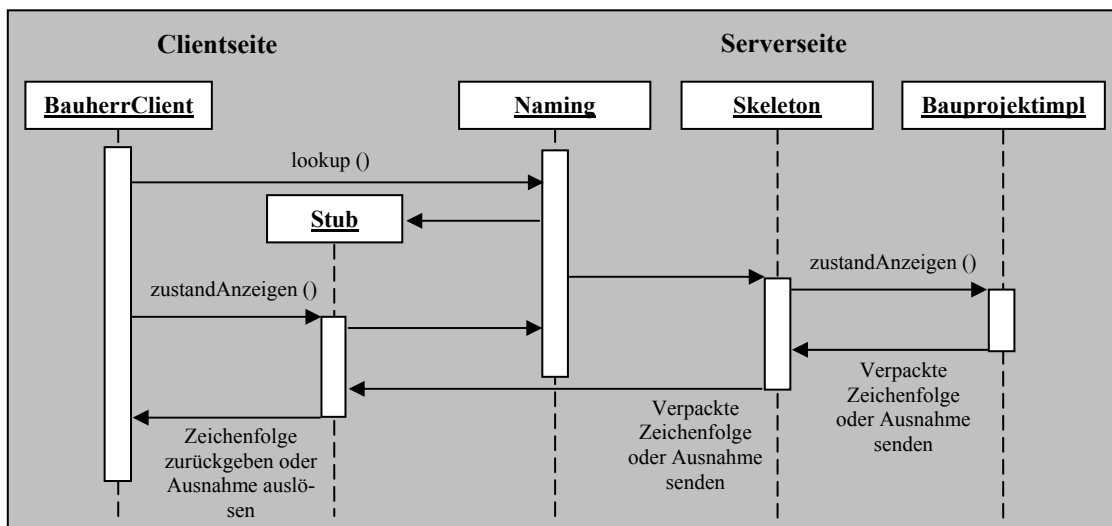 Clientseite
Serverseite
BauherrClient
Naming
Skeleton
Bauprojektimpl
lookup ()
Stub
zustandAnzeigen ()
zustandAnzeigen ()
Verpackte
Zeichenfolge
oder Ausnahme
senden
Verpackte
Zeichenfolge
oder Ausnahme
senden
Zeichenfolge
zurückgeben oder
Ausnahme auslö-
sen